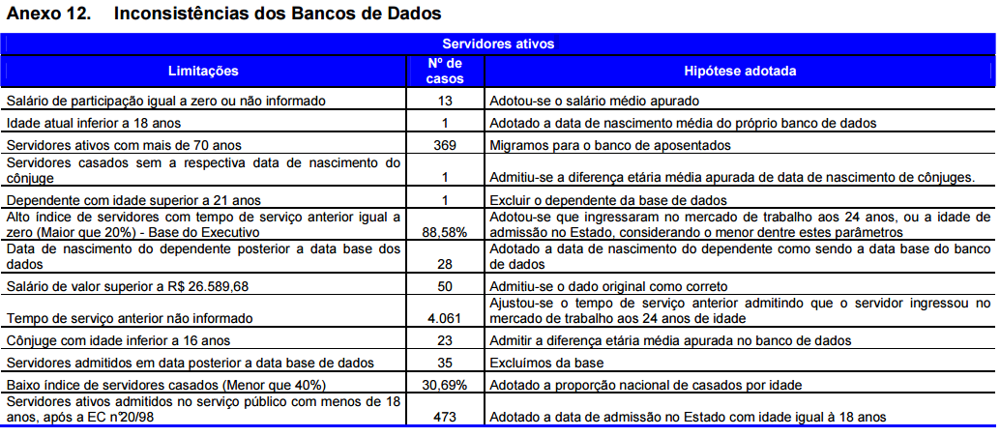 Anexo 12. Inconsistências dos Bancos de Dados
Servidores ativos
Limitações Nº de casos Hipótese adotada
Salário de participação igual a zero ou não informado 13 Adotou-se o salário médio apurado
Idade atual inferior a 18 anos 1 Adotado a data de nascimento média do próprio banco de dados
Servidores ativos com mais de 70 anos 369 Migramos para o banco de aposentados
Servidores casados sem a respectiva data de nascimento do
cônjuge 1 Admitiu-se a diferença etária média apurada de data de nascimento de cônjuges.
Dependente com idade superior a 21 anos 1 Excluir o dependente da base de dados
Alto índice de servidores com tempo de serviço anterior igual a
zero (Maior que 20%) - Base do Executivo 88,58% Adotou-se que ingressaram no mercado de trabalho aos 24 anos, ou a idade de
admissão no Estado, considerando o menor dentre estes parâmetros
Data de nascimento do dependente posterior a data base dos
dados 28 Adotado a data de nascimento do dependente como sendo a data base do banco
de dados
Salário de valor superior a R$ 26.589,68 50 Admitiu-se o dado original como correto
Tempo de serviço anterior não informado 4.061 Ajustou-se o tempo de serviço anterior admitindo que o servidor ingressou no
mercado de trabalho aos 24 anos de idade
Cônjuge com idade inferior a 16 anos 23 Admitir a diferença etária média apurada no banco de dados
Servidores admitidos em data posterior a data base de dados 35 Excluímos da base
Baixo índice de servidores casados (Menor que 40%) 30,69% Adotado a proporção nacional de casados por idade
Servidores ativos admitidos no serviço público com menos de 18
anos, após a EC nº20/98 473 Adotado a data de admissão no Estado com idade igual à 18 anos